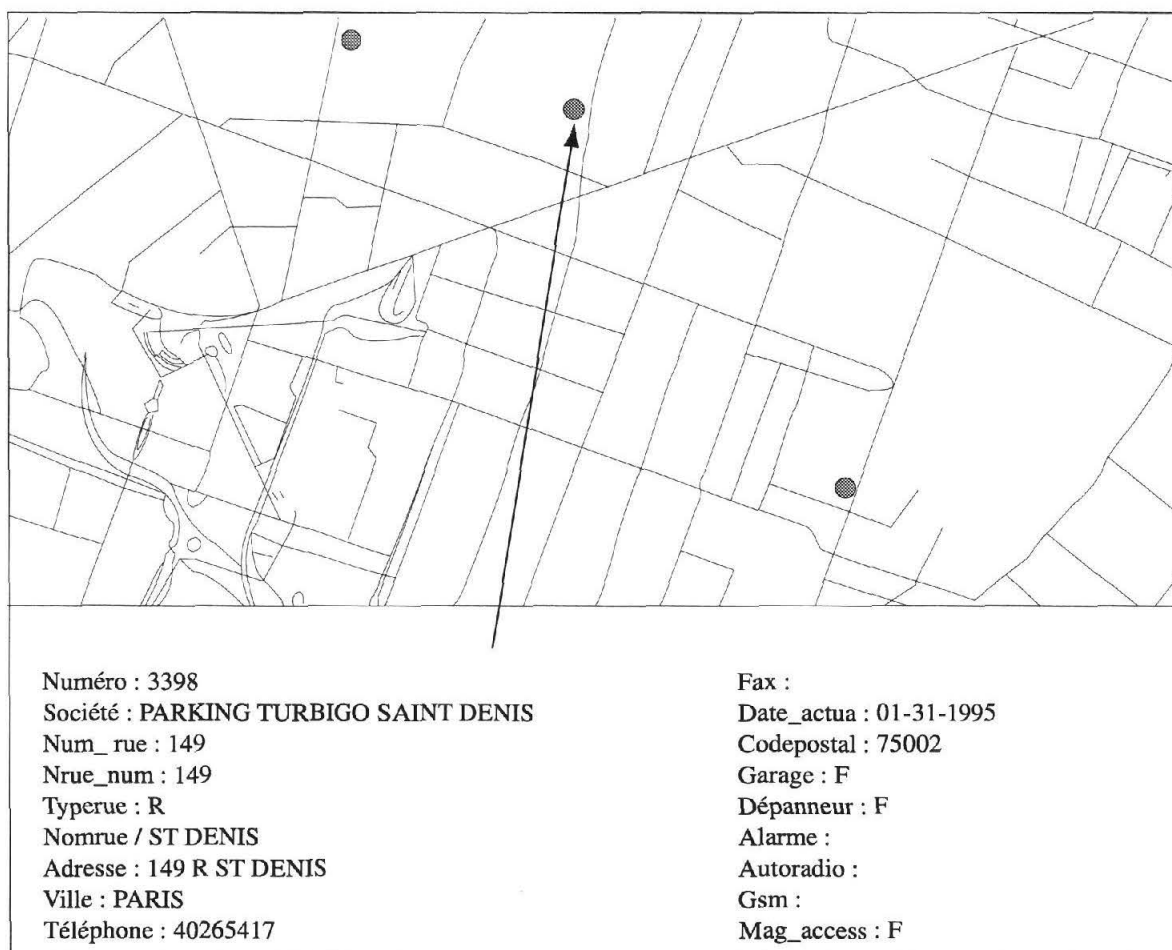 Numéro : 3398
Société : PARKING TURBIGO SAINT DENIS
Num_ rue : 149
Nrue_num : 149
Typerue : R
Nomrue / ST DENIS
Adresse : 149 R ST DENIS
Ville : PARIS
Téléphone : 40265417
Fax :
Date_actua : 01-31-1995
Codepostal : 75002
Garage : F
Dépanneur : F
Alarme :
Autoradio :
Gsm :
Mag_access : F